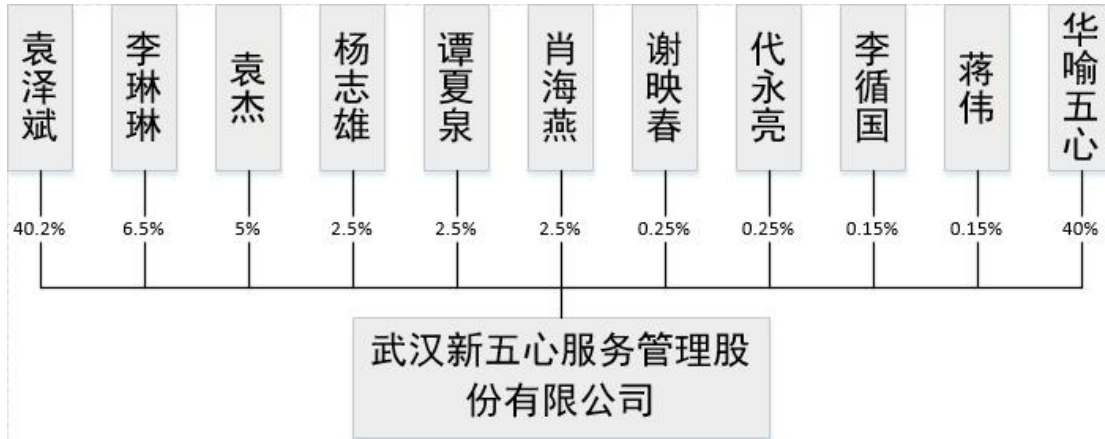 袁泽斌
李琳琳
袁杰
杨志雄
谭夏泉
肖海燕
谢映春
代永亮
李循国
蒋伟
华喻五心
40.2%
6.5%
5%
2.5%
2.5%
2.5%
0.25%
0.25%
0.15%
0.15%
40%
武汉新五心服务管理股
份有限公司